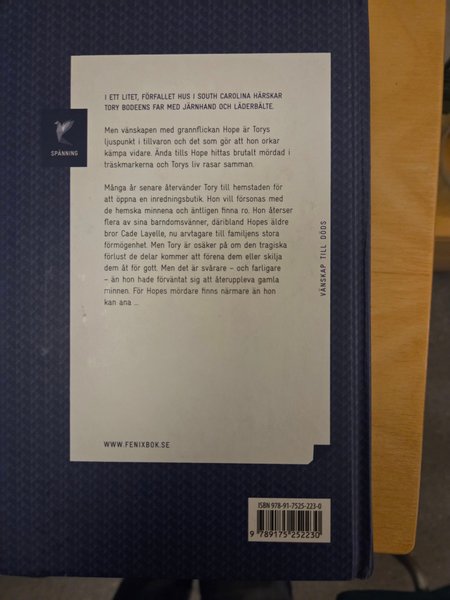 I ETT LITET, FÖRFALLET HUS I SOUTH CAROLINA HÄRSKAR
TORY BODEENS FAR MED JÄRNHAND OCH LÄDERBÄLTE.
Men vänskapen med grannflickan Hope är Torys
ljuspunkt i tillvaron och det som gör att hon orkar
kämpa vidare. Ända tills Hope hittas brutalt mördad i
träskmarkerna och Torys liv rasar samman.
Många år senare återvänder Tory till hemstaden för
att öppna en inredningsbutik. Hon vill försonas med
de hemska minnena och äntligen finna ro. Hon återser
flera av sina barndomsvänner, däribland Hopes äldre
bror Cade Layelle, nu arvtagare till familjens stora
förmögenhet. Men Tory är osäker på om den tragiska
förlust de delar kommer att förena dem eller skilja
dem åt för gott. Men det är svårare – och farligare
– än hon hade förväntat sig att återuppleva gamla
minnen. För Hopes mördare finns närmare än hon
kan ana ...
SPÄNNING
VÄNSKAP TILL DÖDS
WWW.FENIXBOK.SE
ISBN 978-91-7525-223-0
9 789175 252230